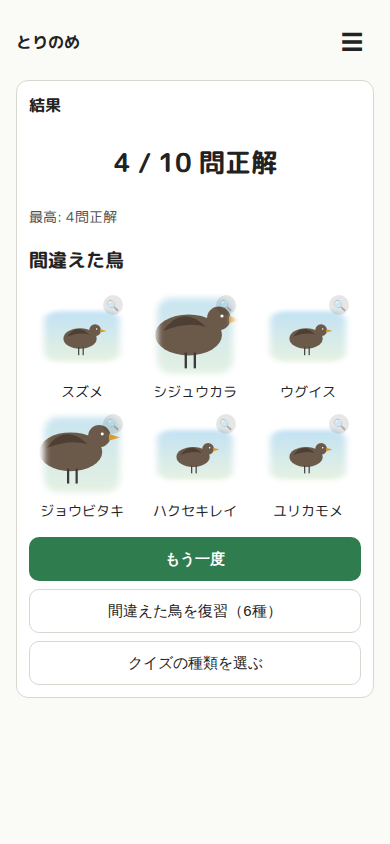 とりのめ
結果
4 / 10 問正解
最高: 4問正解
間違えた鳥
スズメ
シジュウカラ
ウグイス
ジョウビタキ
ハクセキレイ
ユリカモメ
もう一度
間違えた鳥を復習（6種）
クイズの種類を選ぶ